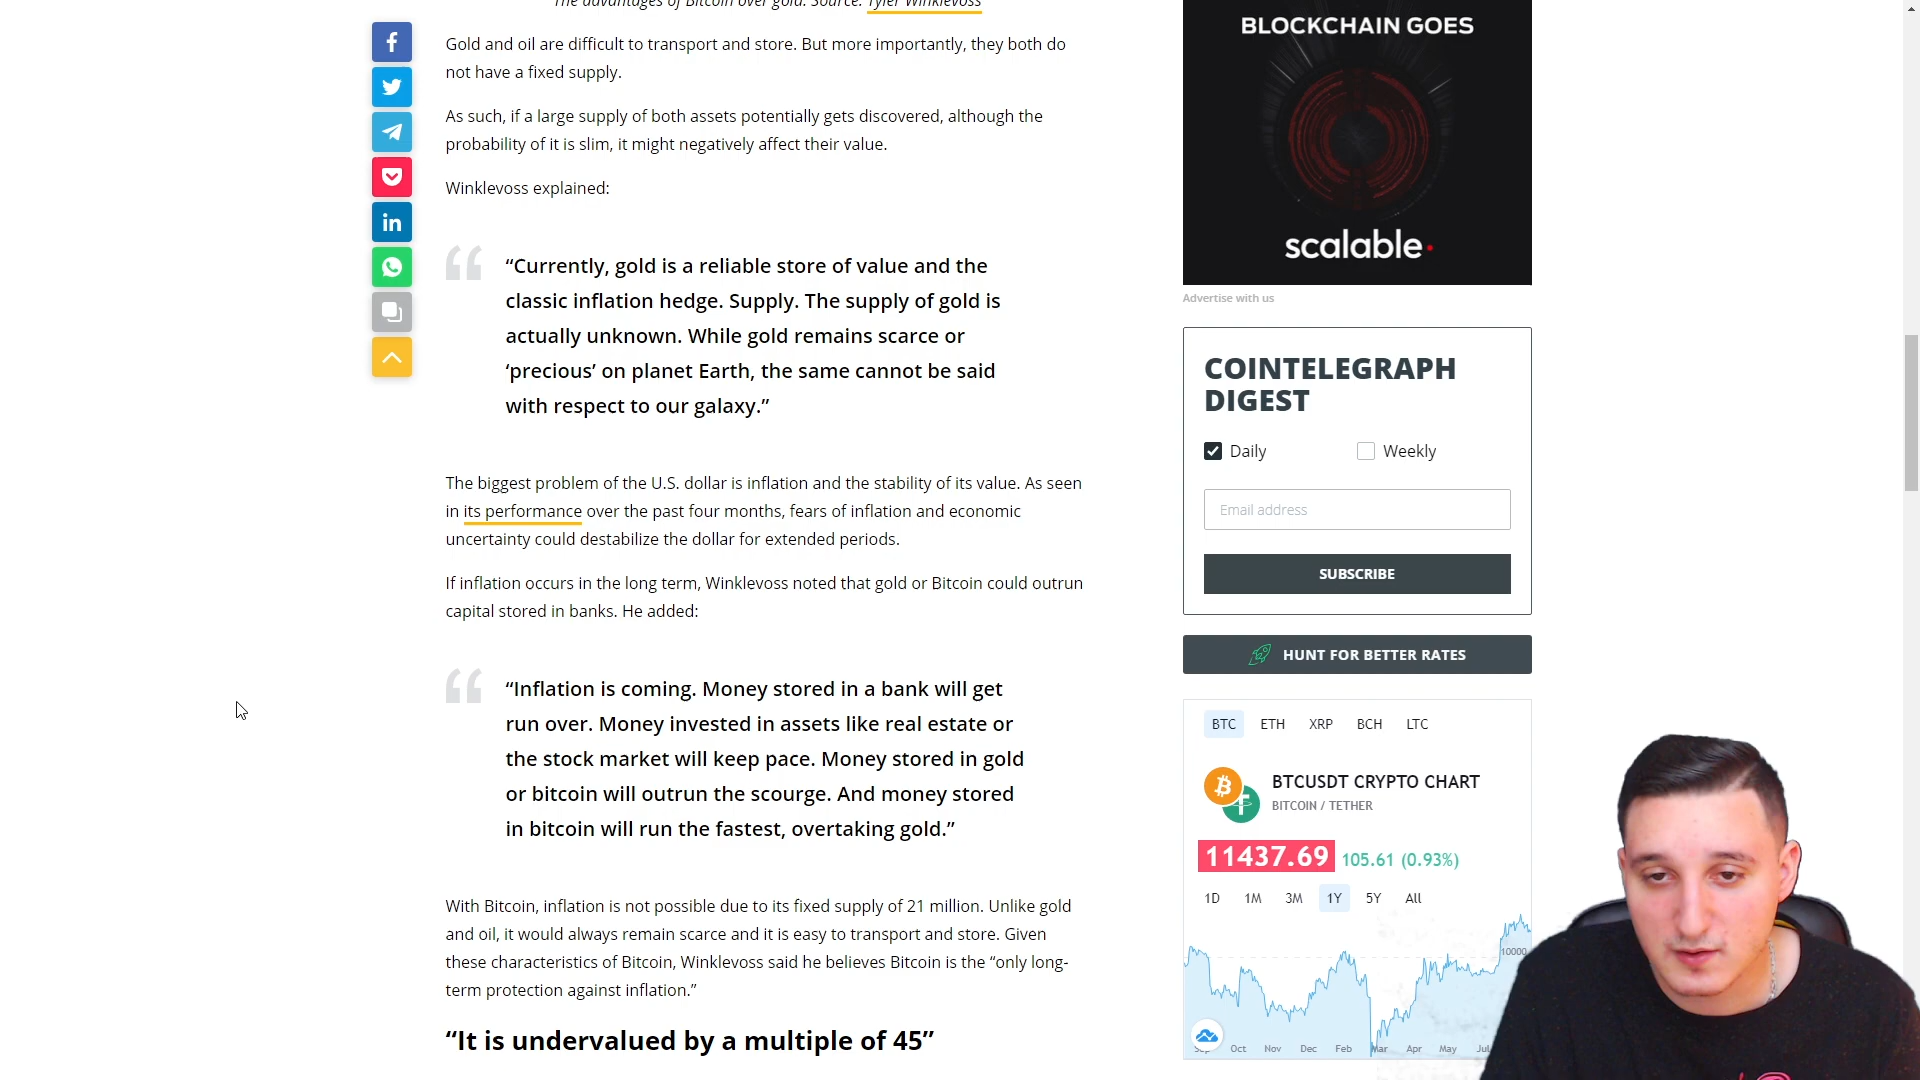 The advantages of Bitcoin over gold. Source: Tyler Winklevoss
Gold and oil are difficult to transport and store. But more importantly, they both do
not have a fixed supply.
As such, if a large supply of both assets potentially gets discovered, although the
probability of it is slim, it might negatively affect their value.
Winklevoss explained:
“Currently, gold is a reliable store of value and the
classic inflation hedge. Supply. The supply of gold is
actually unknown. While gold remains scarce or
‘precious’ on planet Earth, the same cannot be said
with respect to our galaxy.”
The biggest problem of the U.S. dollar is inflation and the stability of its value. As seen
in its performance over the past four months, fears of inflation and economic
uncertainty could destabilize the dollar for extended periods.
If inflation occurs in the long term, Winklevoss noted that gold or Bitcoin could outrun
capital stored in banks. He added:
“Inflation is coming. Money stored in a bank will get
run over. Money invested in assets like real estate or
the stock market will keep pace. Money stored in gold
or bitcoin will outrun the scourge. And money stored
in bitcoin will run the fastest, overtaking gold.”
With Bitcoin, inflation is not possible due to its fixed supply of 21 million. Unlike gold
and oil, it would always remain scarce and it is easy to transport and store. Given
these characteristics of Bitcoin, Winklevoss said he believes Bitcoin is the “only long-
term protection against inflation.”
“It is undervalued by a multiple of 45”
BLOCKCHAIN GOES
scalable
Advertise with us
COINTELEGRAPH
DIGEST
Daily Weekly
Email address
SUBSCRIBE
HUNT FOR BETTER RATES
BTC ETH XRP BCH LTC
BTCUSDT CRYPTO CHART
BITCOIN / TETHER
11437.69 105.61 (0.93%)
1D 1M 3M 1Y 5Y All
10000
Oct Nov Dec Feb Mar Apr May Jul